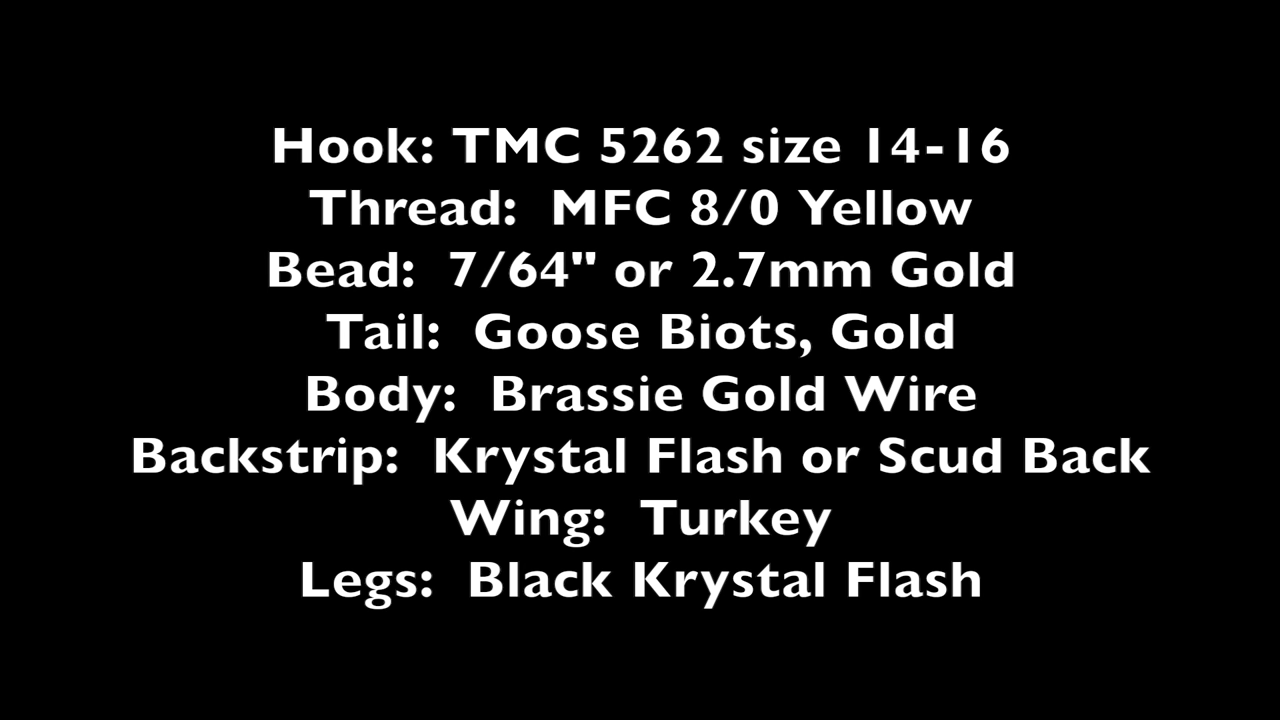 Hook: TMC 5262 size 14-16
Thread:  MFC 8/0 Yellow
Bead:  7/64" or 2.7mm Gold
Tail:  Goose Biots, Gold
Body:  Brassie Gold Wire
Backstrip:  Krystal Flash or Scud Back
Wing:  Turkey
Legs:  Black Krystal Flash